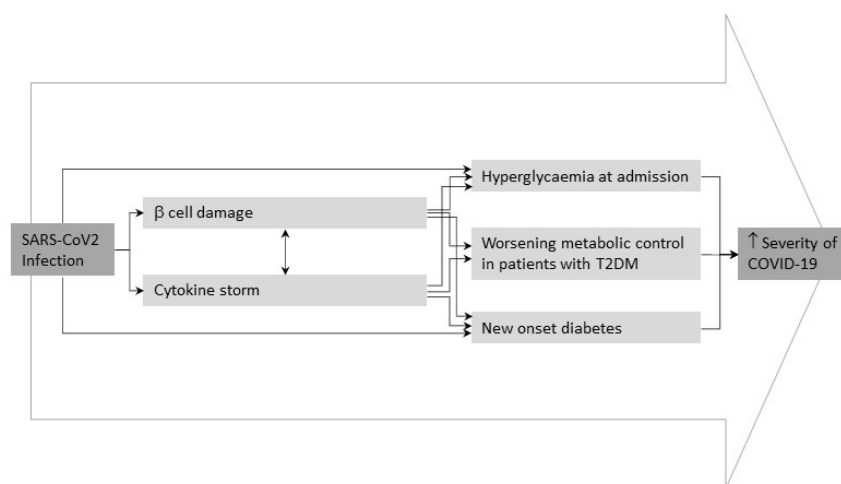 Hyperglycaemia at admission
β cell damage
SARS-CoV2
Infection
Worsening metabolic control
in patients with T2DM
↑ Severity of
COVID-19
Cytokine storm
New onset diabetes